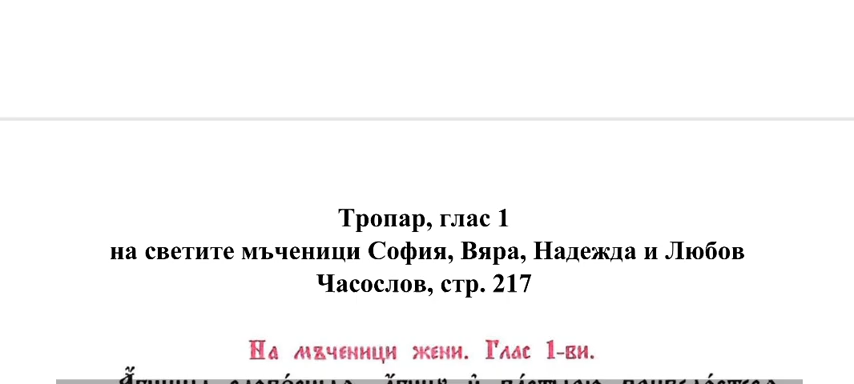 Тропар, глас 1
на светите мъченици София, Вяра, Надежда и Любов
Часослов, стр. 217
На мъченици жени. Глас 1-ви.